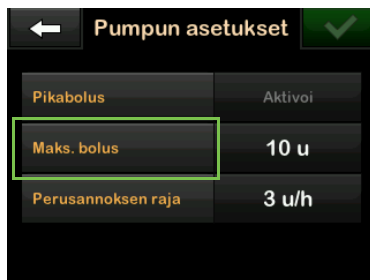 Pumpun asetukset
Pikabolus Aktivoi
Maks. bolus 10 u
Perusannoksen raja 3 u/h